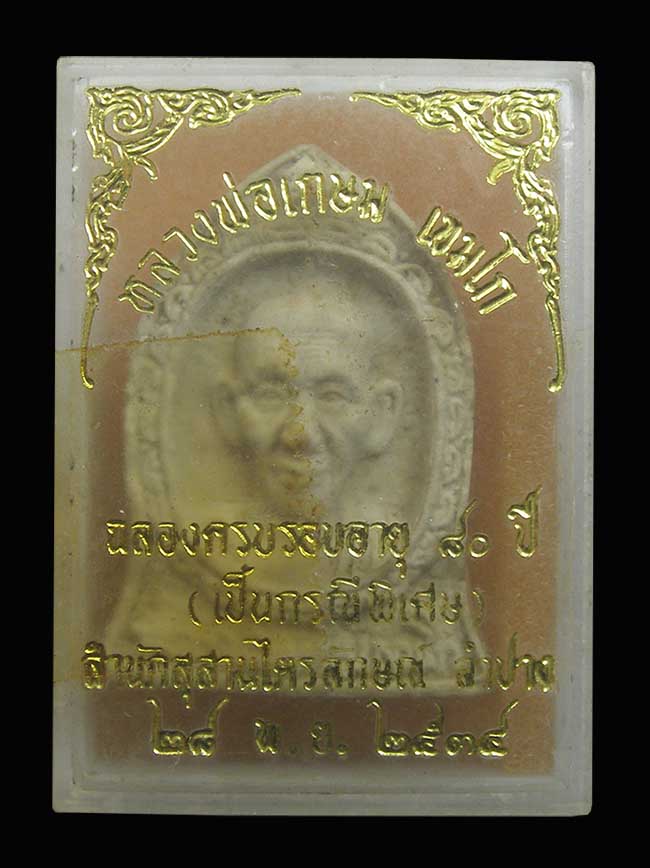 หลวงพ่อเกษม เขมโก
ฉลองครบรอบอายุ ๘๐ ปี
(เป็นกรณีพิเศษ)
สำนักสุสานไตรลักษณ์ ลำปาง
๒๘ พ.ย. ๒๕๓๔